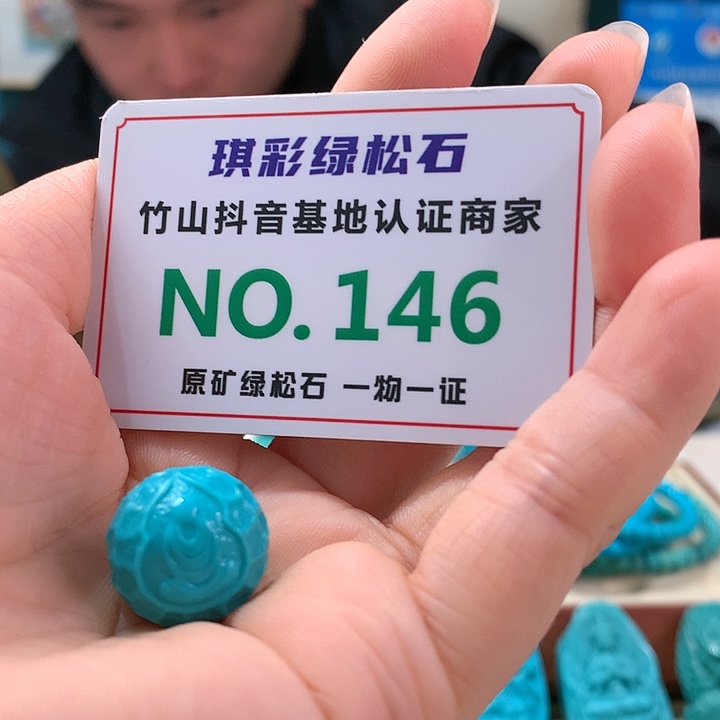 琪彩绿松石
竹山抖音基地认证商家
NO.146
原矿绿松石 一物一证